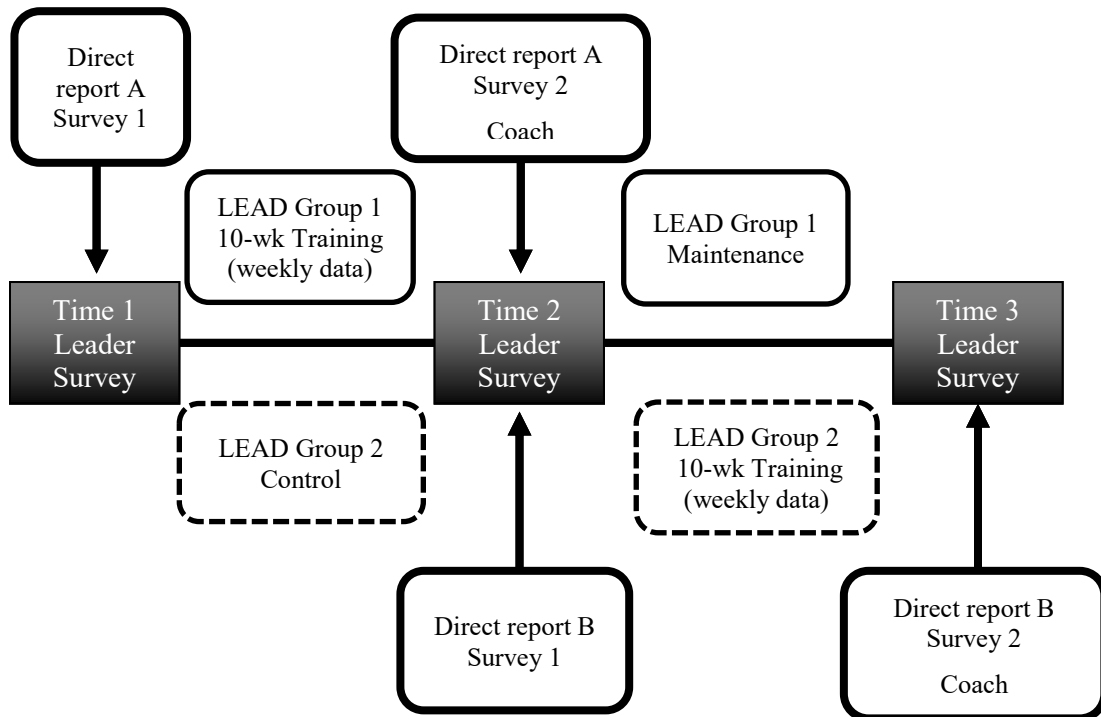 Direct
report A
Survey 1
Direct report A
Survey 2
Coach
LEAD Group 1
10-wk Training
(weekly data)
LEAD Group 1
Maintenance
Time 1
Leader
Survey
Time 2
Leader
Survey
Time 3
Leader
Survey
LEAD Group 2
Control
LEAD Group 2
10-wk Training
(weekly data)
Direct report B
Survey 1
Direct report B
Survey 2
Coach